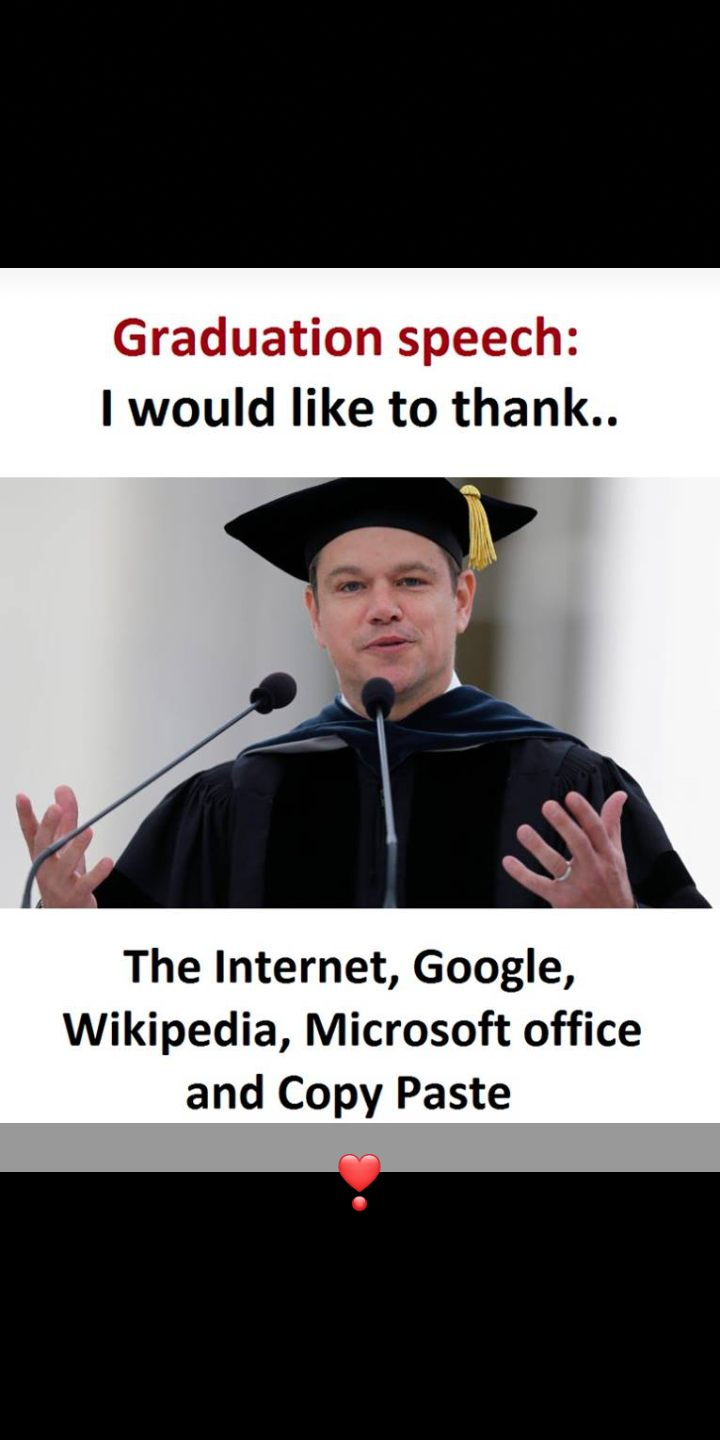 Graduation speech:
I would like to thank..
The Internet, Google,
Wikipedia, Microsoft office
and Copy Paste